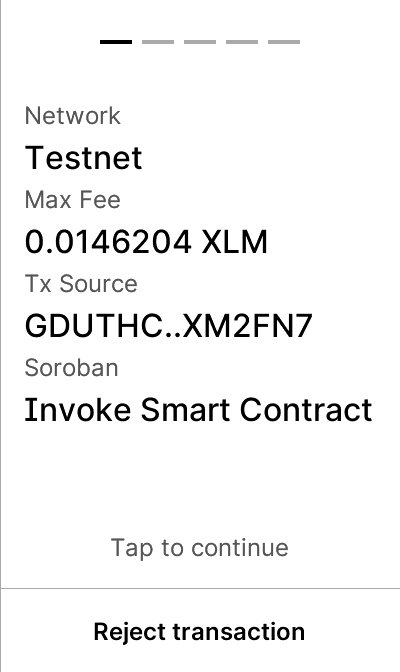 Network
Testnet
Max Fee
0.0146204 XLM
Tx Source
GDUTHC..XM2FN7
Soroban
Invoke Smart Contract
Tap to continue
Reject transaction